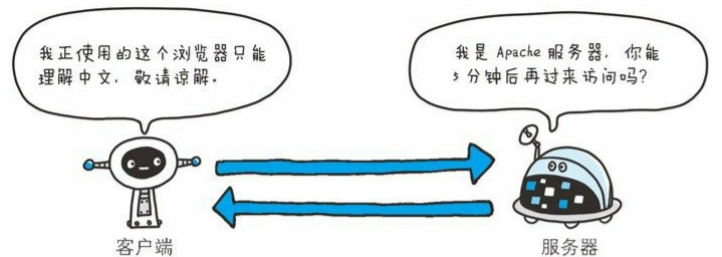 我正使用的这个浏览器只能
理解中文，敬请谅解。
我是 Apache 服务器，你能
5 分钟后再过来访问吗？
客户端
服务器